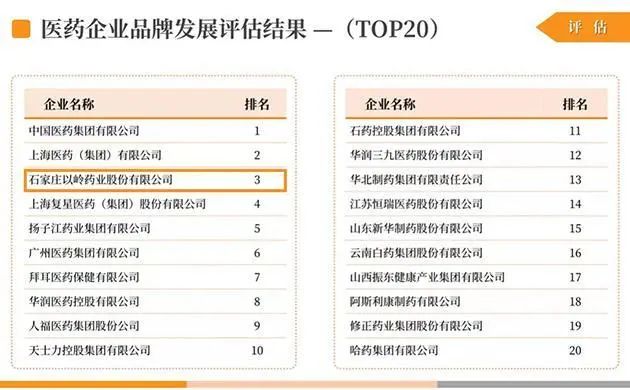 医药企业品牌发展评估结果 —（TOP20）
评 估
企业名称 排名
中国医药集团有限公司 1
上海医药（集团）有限公司 2
石家庄以岭药业股份有限公司 3
上海复星医药（集团）股份有限公司 4
扬子江药业集团有限公司 5
广州医药集团有限公司 6
拜耳医药保健有限公司 7
华润医药控股有限公司 8
人福医药集团股份公司 9
天士力控股集团有限公司 10
企业名称 排名
石药控股集团有限公司 11
华润三九医药股份有限公司 12
华北制药集团有限责任公司 13
江苏恒瑞医药股份有限公司 14
山东新华制药股份有限公司 15
云南白药集团股份有限公司 16
山西振东健康产业集团有限公司 17
阿斯利康制药有限公司 18
修正药业集团股份有限公司 19
哈药集团有限公司 20